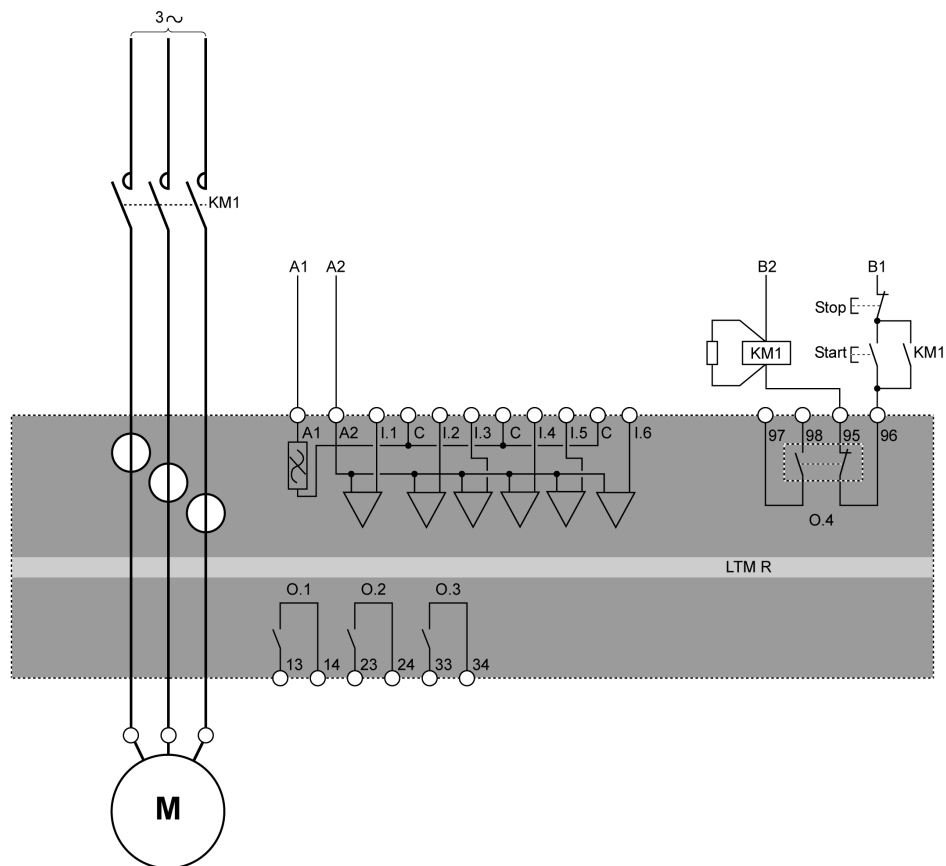 3∼
KM1
A1 A2
B2 B1
Stop
KM1 Start KM1
A1 A2 I.1 C I.2 I.3 C I.4 I.5 C I.6
97 98 95 96
O.4
LTM R
O.1 O.2 O.3
13 14 23 24 33 34
M